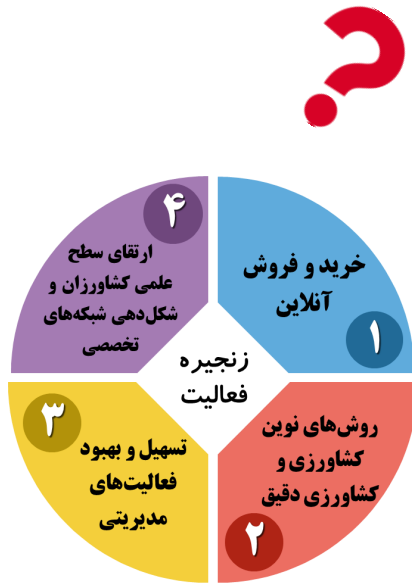 ؟
زنجیره
فعالیت
خرید و فروش
آنلاین
۱
روش‌های نوین
کشاورزی و
کشاورزی دقیق
۲
تسهیل و بهبود
فعالیت‌های
مدیریتی
۳
ارتقای سطح
علمی کشاورزان و
شکل‌دهی شبکه‌های
تخصصی
۴